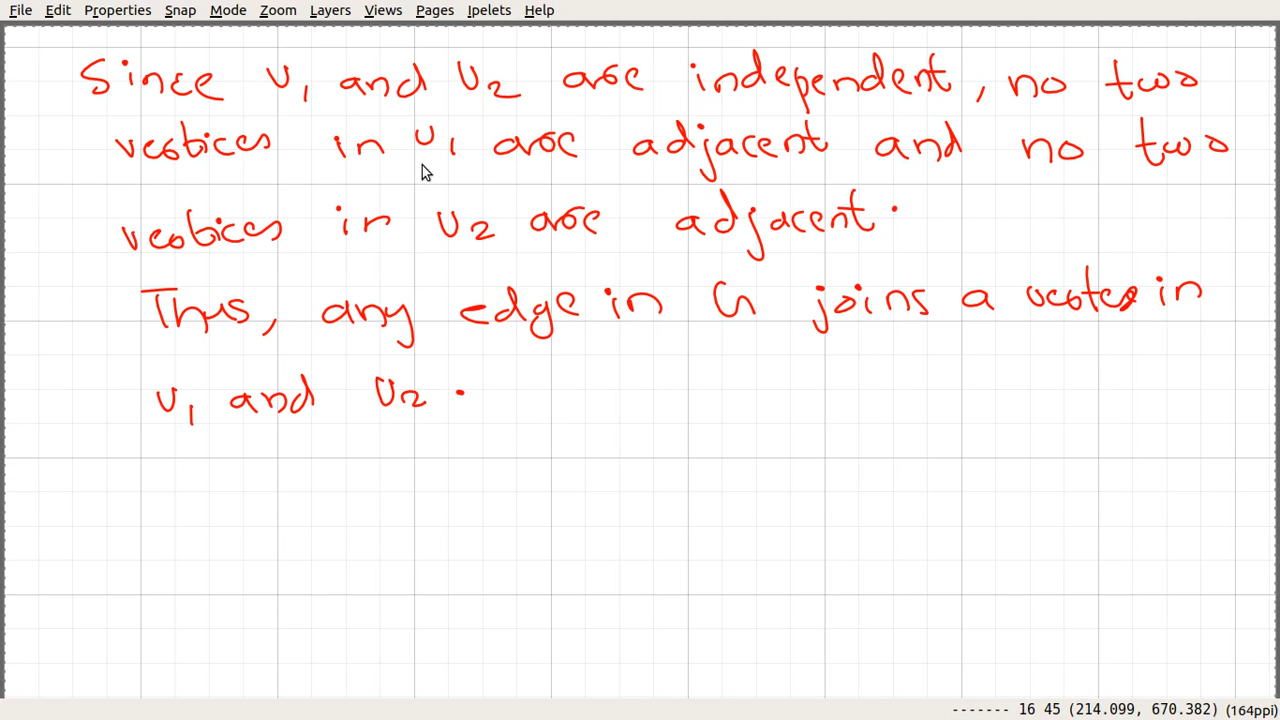 File Edit Properties Snap Mode Zoom Layers Views Pages Ipelets Help
Since V1 and V2 are independent, no two
vertices in V1 are adjacent and no two
vertices in V2 are adjacent.
Thus, any edge in G joins a vertex in
V1 and V2.
------- 16 45 (214.099, 670.382) (164ppi)